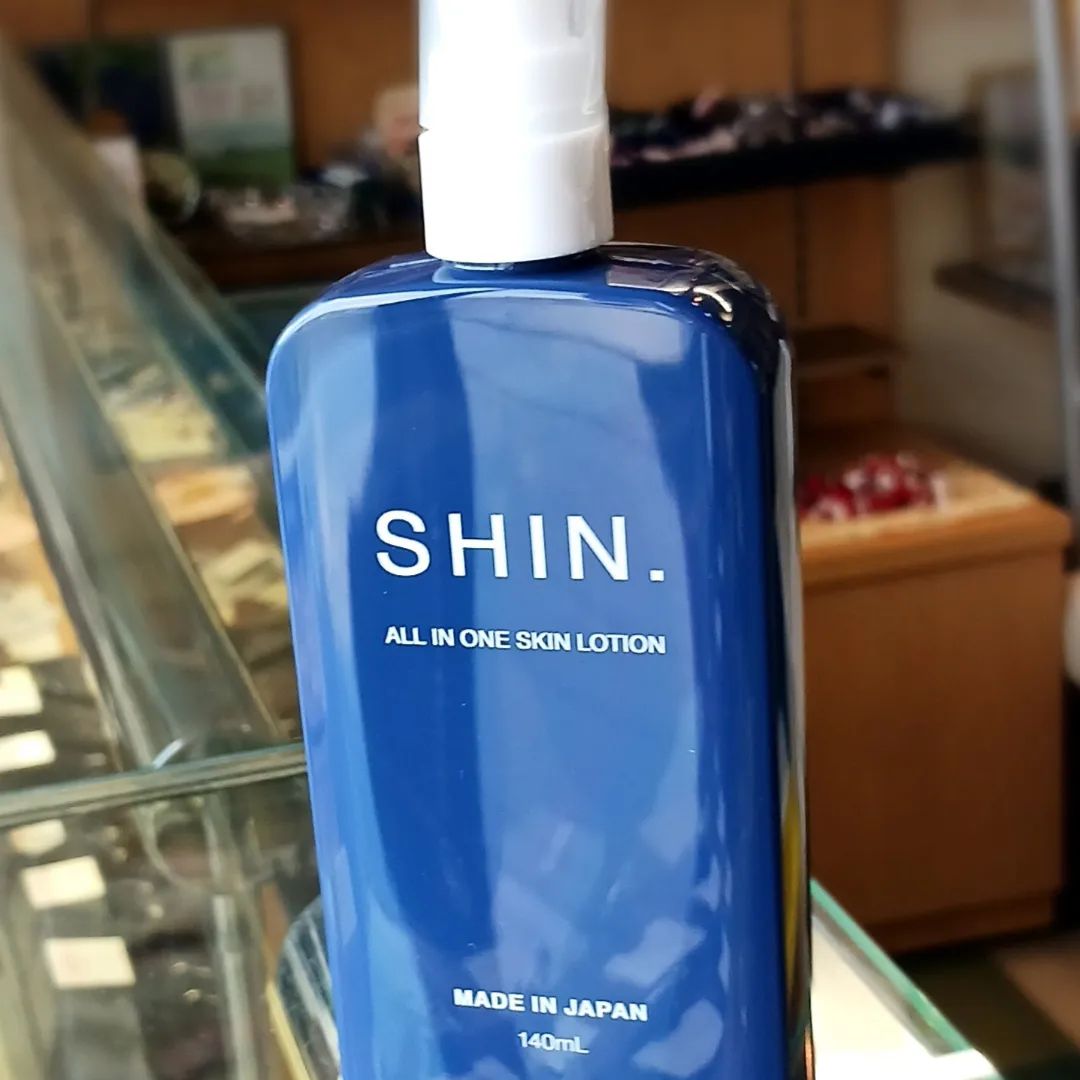 SHIN.
ALL IN ONE SKIN LOTION
MADE IN JAPAN
140mL